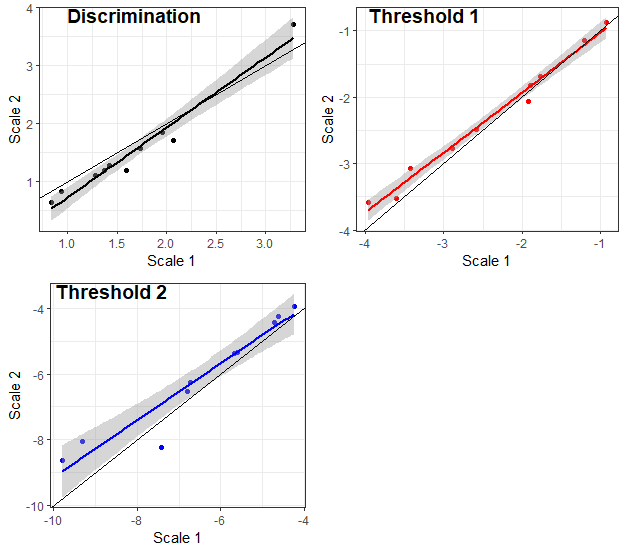 Discrimination
4
3
2
1
Scale 2
1.0 1.5 2.0 2.5 3.0
Scale 1
Threshold 1
-1
-2
-3
-4
Scale 2
-4 -3 -2 -1
Scale 1
Threshold 2
-4
-6
-8
-10
Scale 2
-10 -8 -6 -4
Scale 1